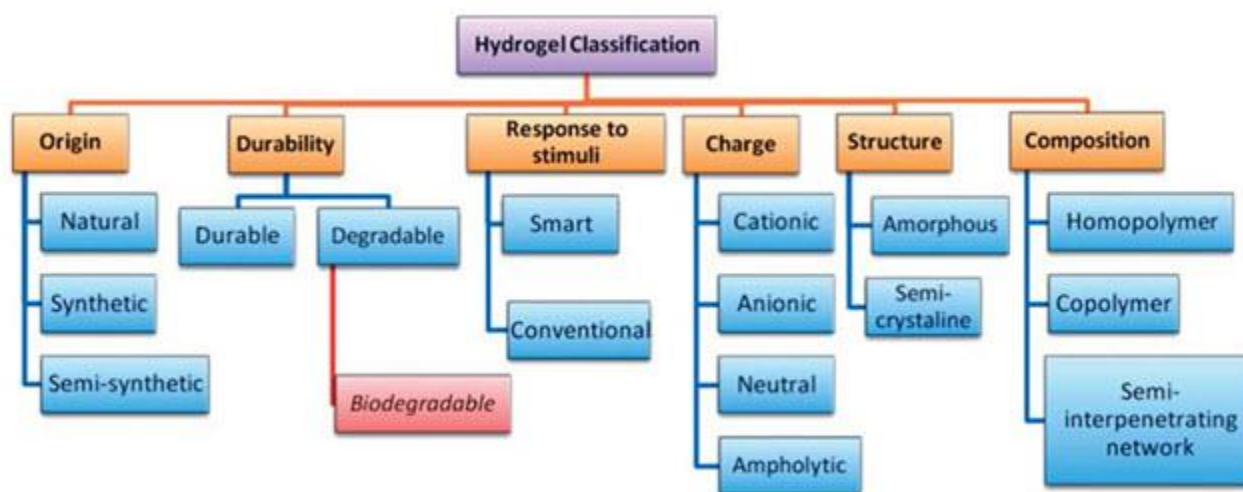 Hydrogel Classification
Origin
Durability
Response to
stimuli
Charge
Structure
Composition
Natural
Synthetic
Semi-synthetic
Durable
Degradable
Biodegradable
Smart
Conventional
Cationic
Anionic
Neutral
Ampholytic
Amorphous
Semi-
crystaline
Homopolymer
Copolymer
Semi-
interpenetrating
network